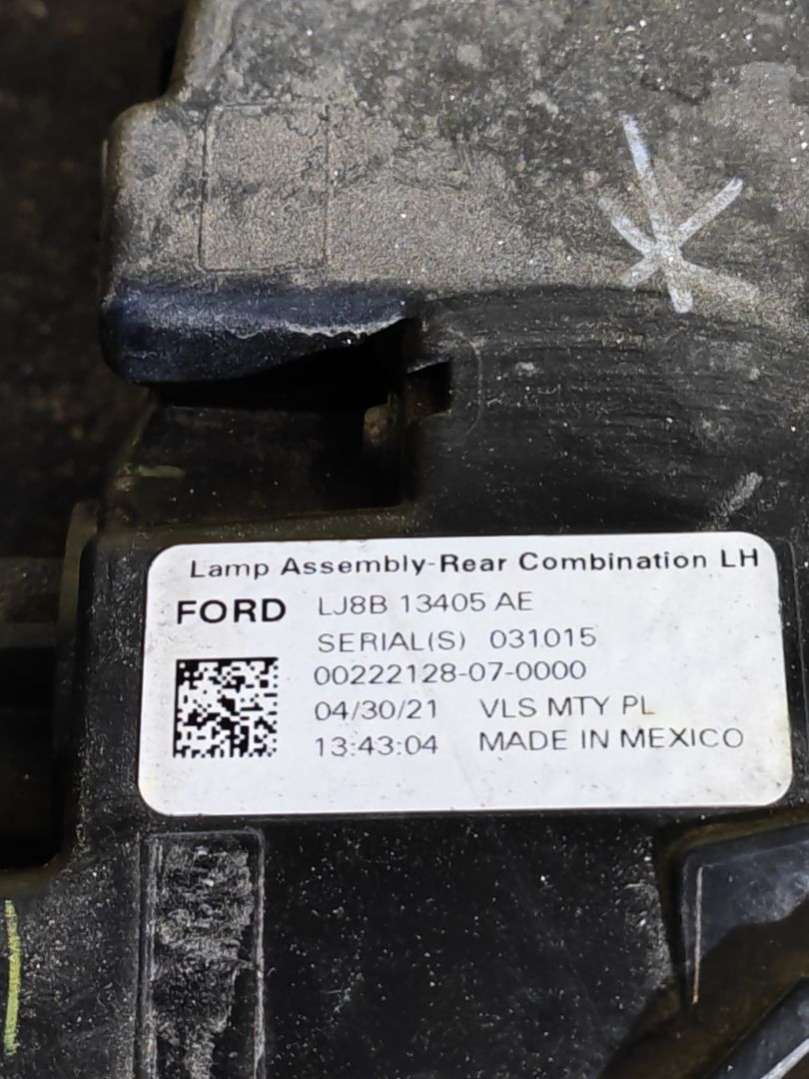 Lamp Assembly-Rear Combination LH
FORD LJ8B 13405 AE
SERIAL(S) 031015
00222128-07-0000
04/30/21 VLS MTY PL
13:43:04 MADE IN MEXICO